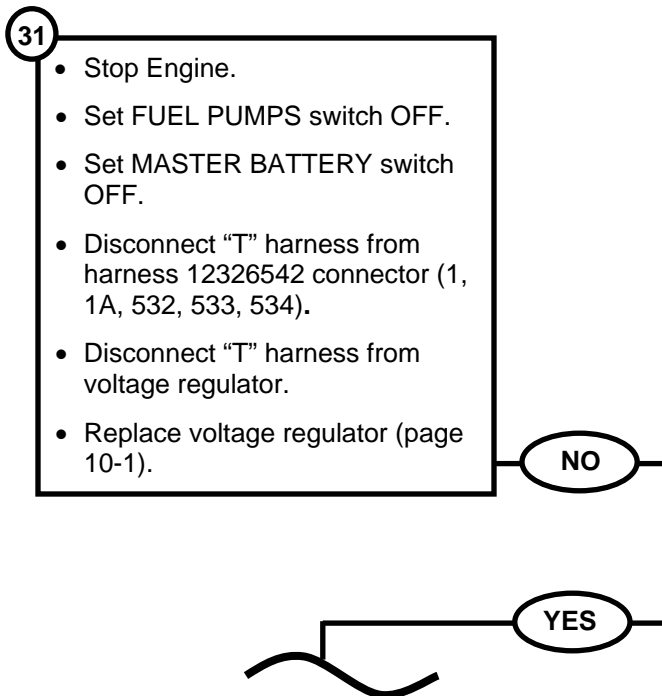 31
• Stop Engine.
• Set FUEL PUMPS switch OFF.
• Set MASTER BATTERY switch
OFF.
• Disconnect “T” harness from
harness 12326542 connector (1,
1A, 532, 533, 534).
• Disconnect “T” harness from
voltage regulator.
• Replace voltage regulator (page
10-1).
NO
YES